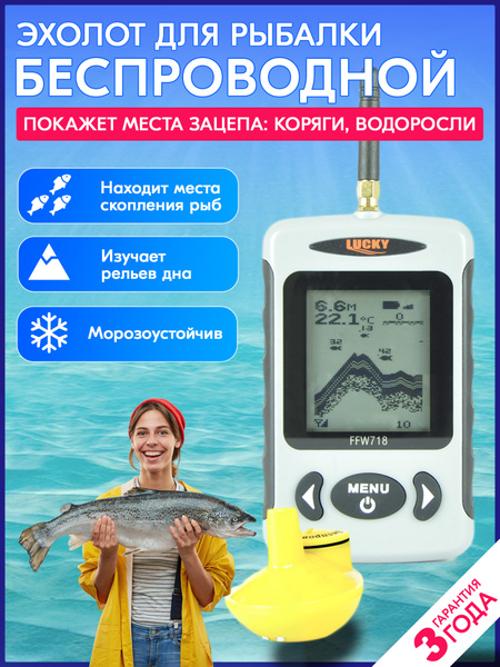 ЭХОЛОТ ДЛЯ РЫБАЛКИ
БЕСПРОВОДНОЙ
ПОКАЖЕТ МЕСТА ЗАЦЕПА: КОРЯГИ, ВОДОРОСЛИ
Находит места
скопления рыб
Изучает
рельев дна
Морозоустойчив
LUCKY
6.6м
22.1°C
0
13
32
42
10
FFW718
MENU
3 ГАРАНТИЯ
ГОДА